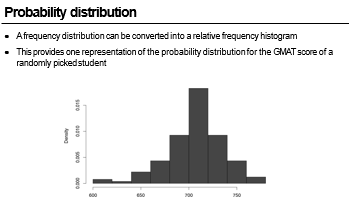 Probability distribution
• A frequency distribution can be converted into a relative frequency histogram
• This provides one representation of the probability distribution for the GMAT score of a
randomly picked student
0.015
0.010
Density
0.005
0.000
600
650
700
750